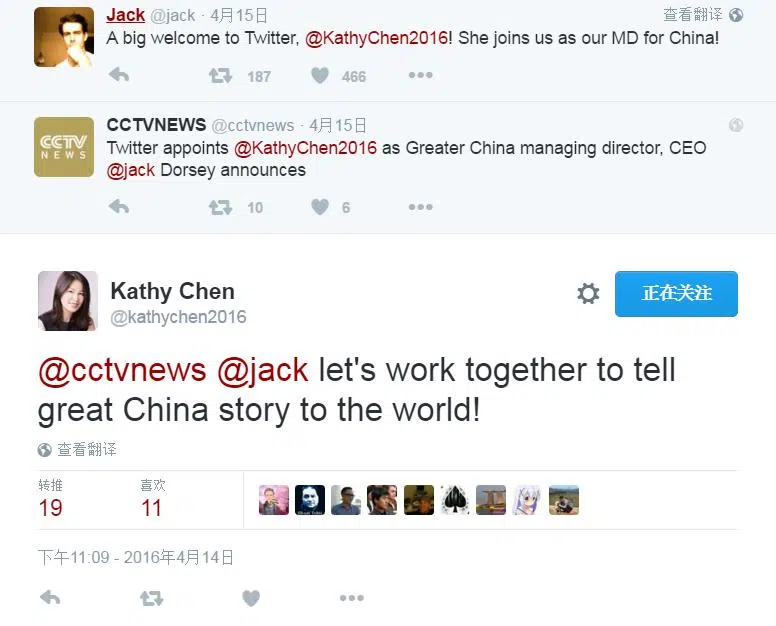 Jack @jack · 4月15日 查看翻译
A big welcome to Twitter, @KathyChen2016! She joins us as our MD for China!
187 466
CCTVNEWS @cctvnews · 4月15日
CCTV
NEWS
Twitter appoints @KathyChen2016 as Greater China managing director, CEO
@jack Dorsey announces
10 6
Kathy Chen
@kathychen2016
正在关注
@cctvnews @jack let's work together to tell
great China story to the world!
查看翻译
转推 喜欢
19 11
下午11:09 - 2016年4月14日